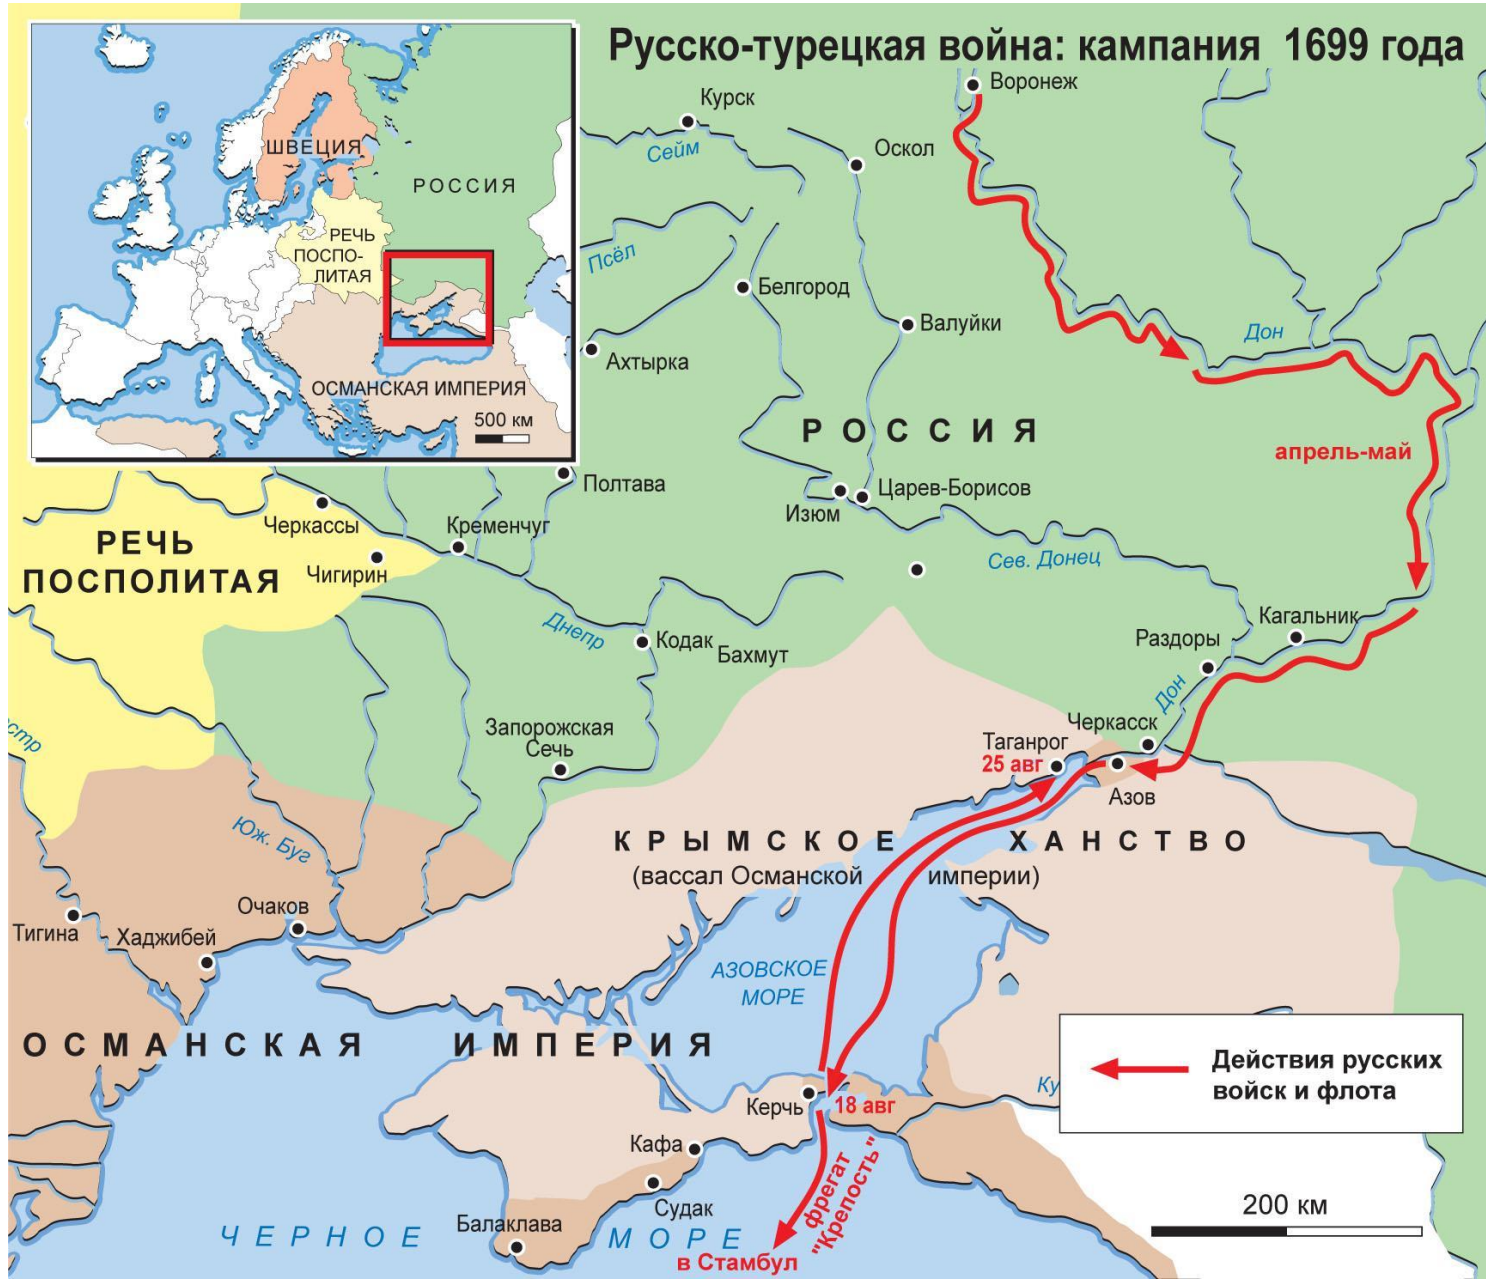 Русско-турецкая война: кампания 1699 года
ШВЕЦИЯ
РОССИЯ
РЕЧЬ
ПОСПО-
ЛИТАЯ
ОСМАНСКАЯ ИМПЕРИЯ
500 км
Воронеж
Курск
Сейм
Оскол
Псёл
Белгород
Валуйки
Дон
Ахтырка
РОССИЯ
апрель-май
Полтава
Царев-Борисов
Изюм
Черкассы
Кременчуг
РЕЧЬ
ПОСПОЛИТАЯ
Чигирин
Сев. Донец
Днепр
Кодак
Бахмут
Кагальник
Раздоры
Дон
Запорожская
Сечь
Черкасск
Таганрог
25 авг
Азов
стр
Юж. Буг
КРЫМСКОЕ ХАНСТВО
(вассал Османской империи)
Очаков
Тигина
Хаджибей
АЗОВСКОЕ
МОРЕ
ОСМАНСКАЯ ИМПЕРИЯ
Действия русских
войск и флота
Ку
Керчь
18 авг
Кафа
фрегат
"Крепость"
Судак
Балаклава
ЧЕРНОЕ МОРЕ
в Стамбул
200 км